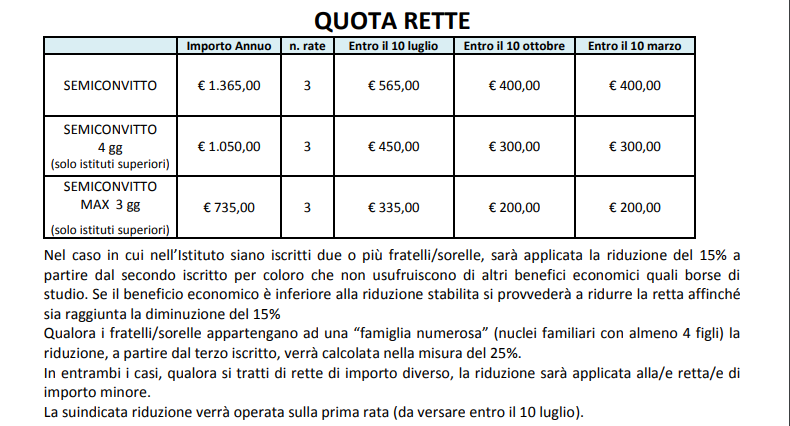 QUOTA RETTE
Importo Annuo n. rate Entro il 10 luglio Entro il 10 ottobre Entro il 10 marzo
SEMICONVITTO € 1.365,00 3 € 565,00 € 400,00 € 400,00
SEMICONVITTO
4 gg € 1.050,00 3 € 450,00 € 300,00 € 300,00
(solo istituti superiori)
SEMICONVITTO
MAX 3 gg € 735,00 3 € 335,00 € 200,00 € 200,00
(solo istituti superiori)
Nel caso in cui nell’Istituto siano iscritti due o più fratelli/sorelle, sarà applicata la riduzione del 15% a
partire dal secondo iscritto per coloro che non usufruiscono di altri benefici economici quali borse di
studio. Se il beneficio economico è inferiore alla riduzione stabilita si provvederà a ridurre la retta affinché
sia raggiunta la diminuzione del 15%
Qualora i fratelli/sorelle appartengano ad una “famiglia numerosa” (nuclei familiari con almeno 4 figli) la
riduzione, a partire dal terzo iscritto, verrà calcolata nella misura del 25%.
In entrambi i casi, qualora si tratti di rette di importo diverso, la riduzione sarà applicata alla/e retta/e di
importo minore.
La suindicata riduzione verrà operata sulla prima rata (da versare entro il 10 luglio).